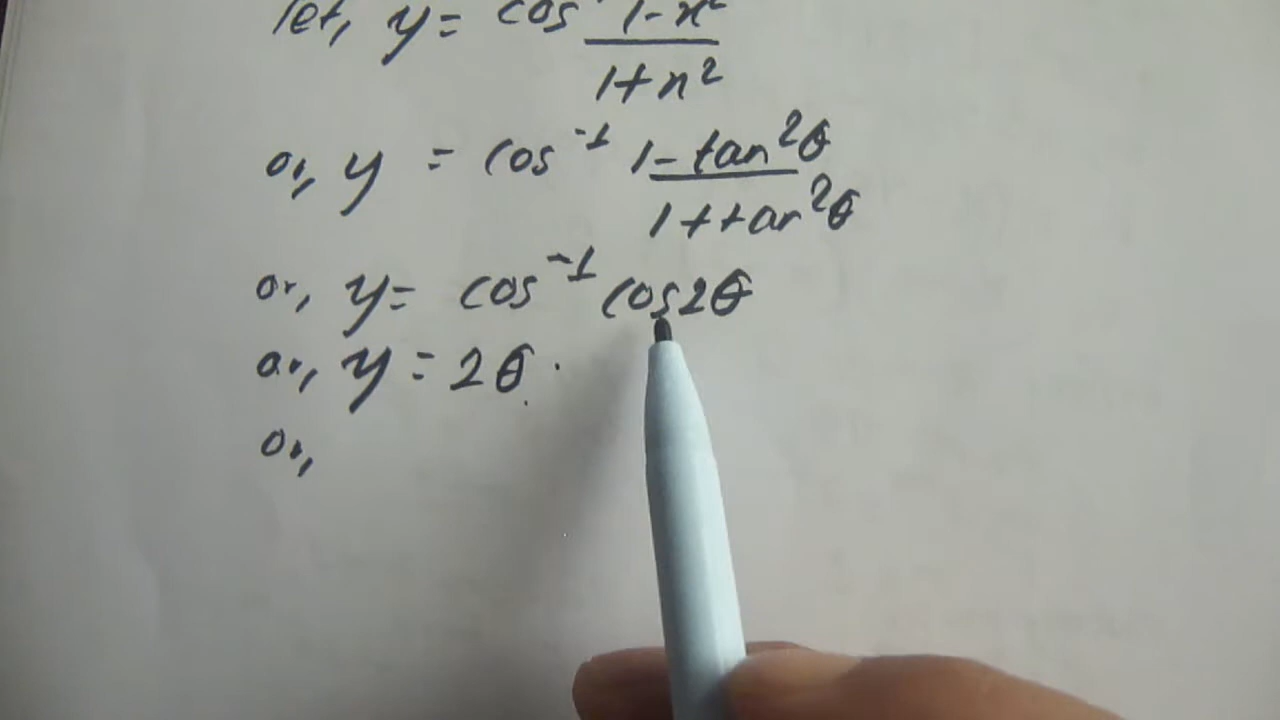 let, y = cos⁻¹ 1-x²
1+x²
or, y = cos⁻¹ 1-tan²θ
1+tan²θ
or, y = cos⁻¹ cos2θ
or, y = 2θ.
or,